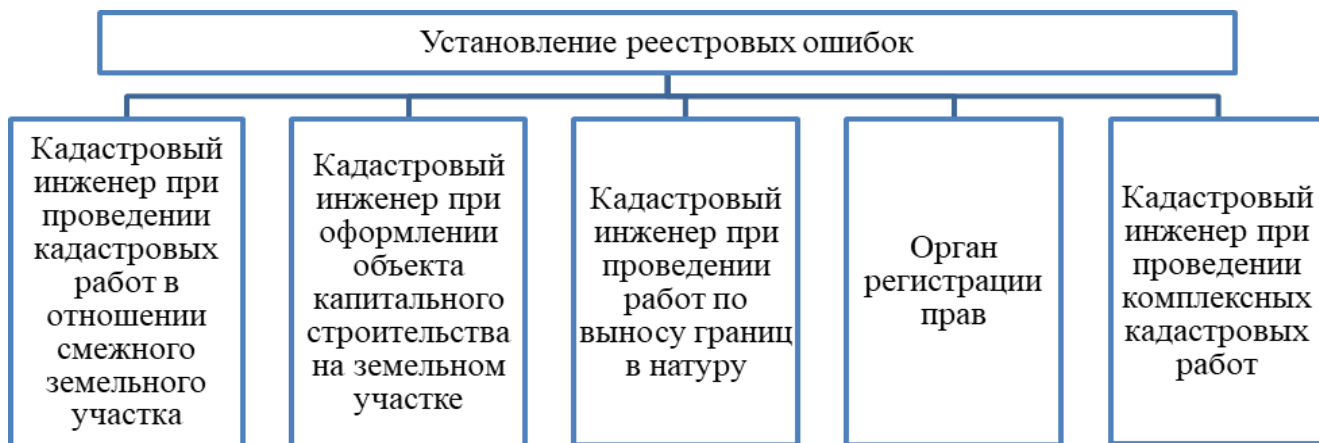 Установление реестровых ошибок
Кадастровый
инженер при
проведении
кадастровых
работ в
отношении
смежного
земельного
участка
Кадастровый
инженер при
оформлении
объекта
капитального
строительства
на земельном
участке
Кадастровый
инженер при
проведении
работ по
выносу границ
в натуру
Орган
регистрации
прав
Кадастровый
инженер при
проведении
комплексных
кадастровых
работ